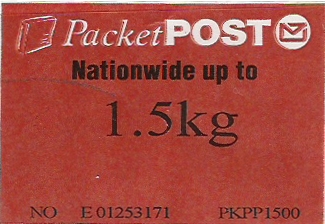 PacketPOST
Nationwide up to
1.5kg
NO E 01253171 PKPP1500